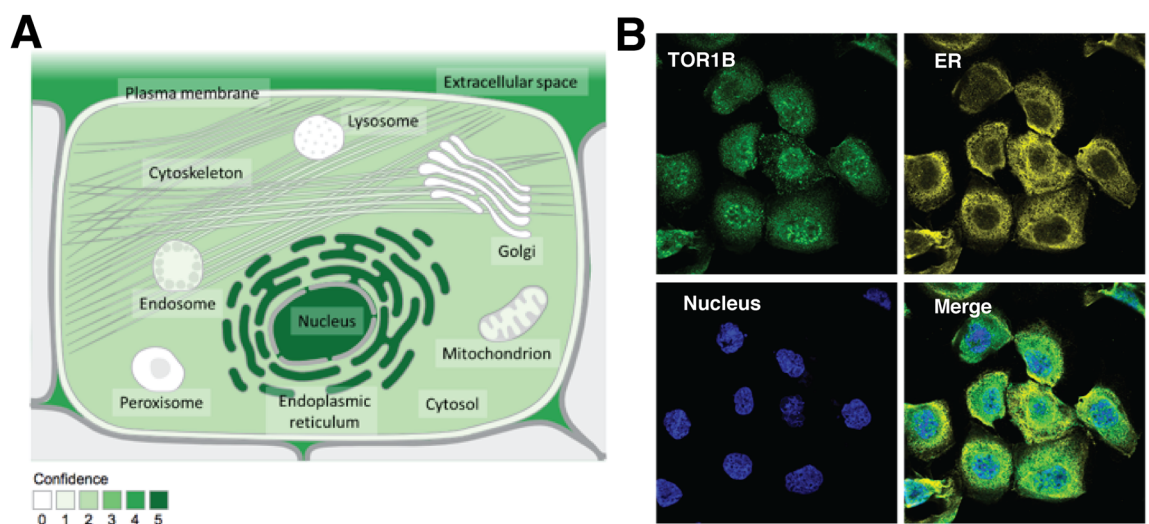 A
Plasma membrane
Extracellular space
Lysosome
Cytoskeleton
Golgi
Endosome
Nucleus
Mitochondrion
Peroxisome
Endoplasmic
reticulum
Cytosol
Confidence
0 1 2 3 4 5
B
TOR1B
ER
Nucleus
Merge